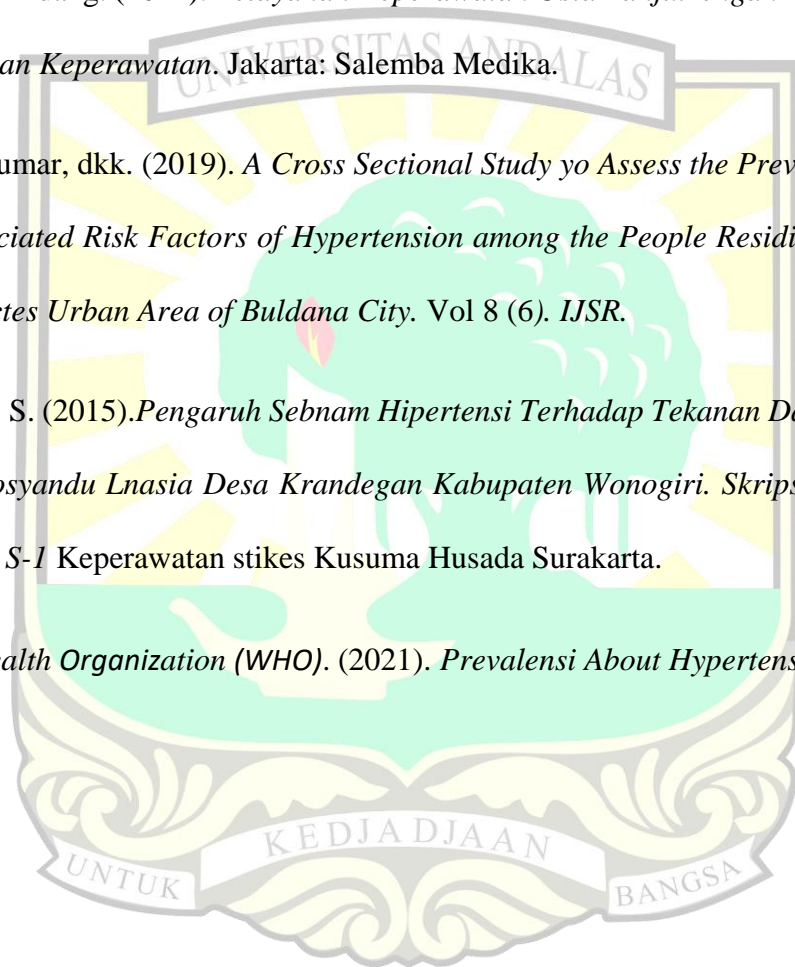 an Keperawatan. Jakarta: Salemba Medika.
UNIVERSITAS ANDALAS
umar, dkk. (2019). A Cross Sectional Study yo Assess the Prev
ciated Risk Factors of Hypertension among the People Residi
tes Urban Area of Buldana City. Vol 8 (6). IJSR.
S. (2015).Pengaruh Sebnam Hipertensi Terhadap Tekanan Da
osyandu Lnasia Desa Krandegan Kabupaten Wonogiri. Skrips
S-1 Keperawatan stikes Kusuma Husada Surakarta.
alth Organization (WHO). (2021). Prevalensi About Hypertens
UNTUK KEDJADJAAN BANGSA